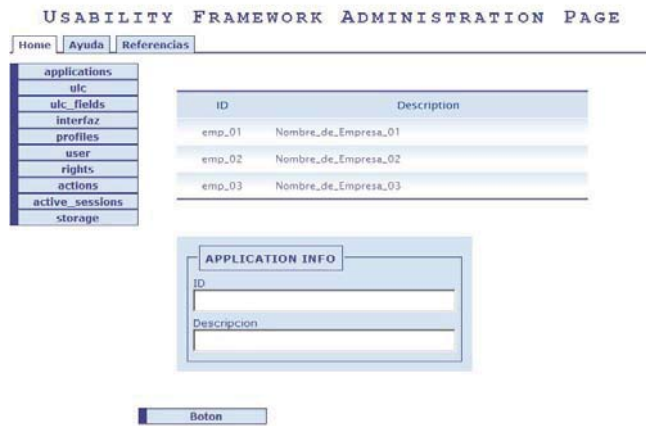 USABILITY FRAMEWORK ADMINISTRATION PAGE
Home Ayuda Referencias
applications
ulc
ulc_fields
interfaz
profiles
user
rights
actions
active_sessions
storage
ID Description
emp_01 Nombre_de_Empresa_01
emp_02 Nombre_de_Empresa_02
emp_03 Nombre_de_Empresa_03
APPLICATION INFO
ID
Descripcion
Boton